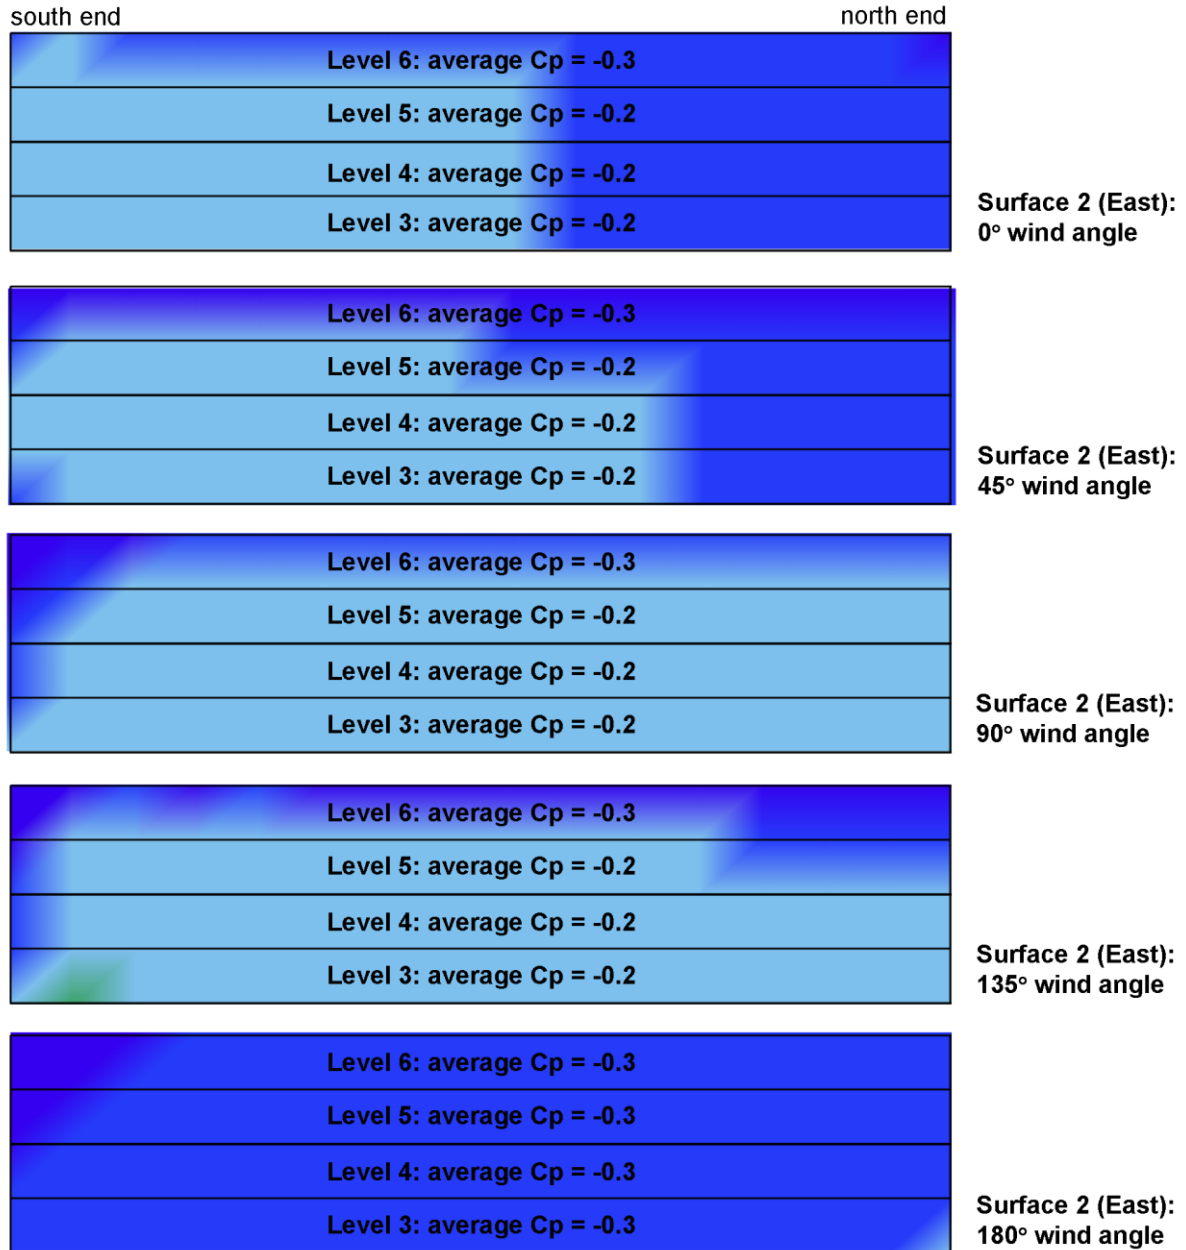 south end
north end
Level 6: average Cp = -0.3
Level 5: average Cp = -0.2
Level 4: average Cp = -0.2
Level 3: average Cp = -0.2
Surface 2 (East):
0° wind angle
Level 6: average Cp = -0.3
Level 5: average Cp = -0.2
Level 4: average Cp = -0.2
Level 3: average Cp = -0.2
Surface 2 (East):
45° wind angle
Level 6: average Cp = -0.3
Level 5: average Cp = -0.2
Level 4: average Cp = -0.2
Level 3: average Cp = -0.2
Surface 2 (East):
90° wind angle
Level 6: average Cp = -0.3
Level 5: average Cp = -0.2
Level 4: average Cp = -0.2
Level 3: average Cp = -0.2
Surface 2 (East):
135° wind angle
Level 6: average Cp = -0.3
Level 5: average Cp = -0.3
Level 4: average Cp = -0.3
Level 3: average Cp = -0.3
Surface 2 (East):
180° wind angle